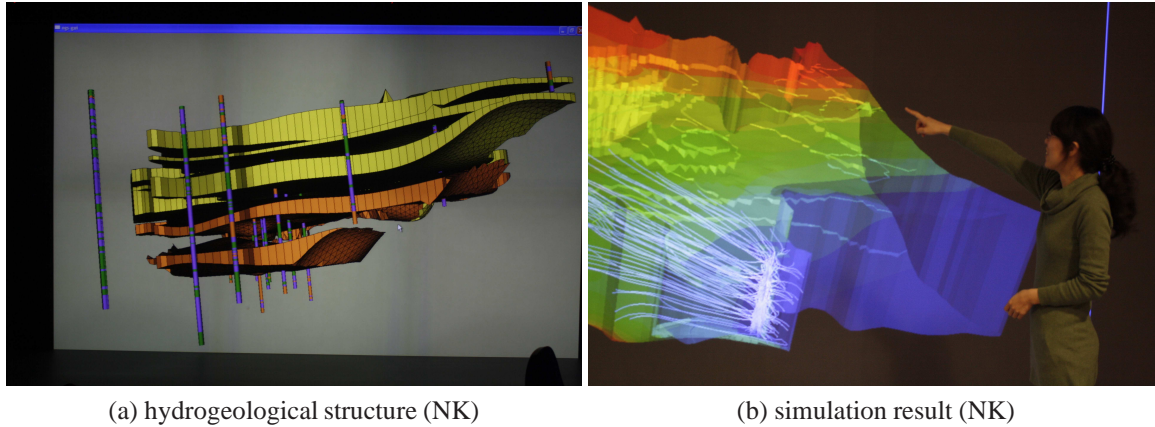 (a) hydrogeological structure (NK)
(b) simulation result (NK)